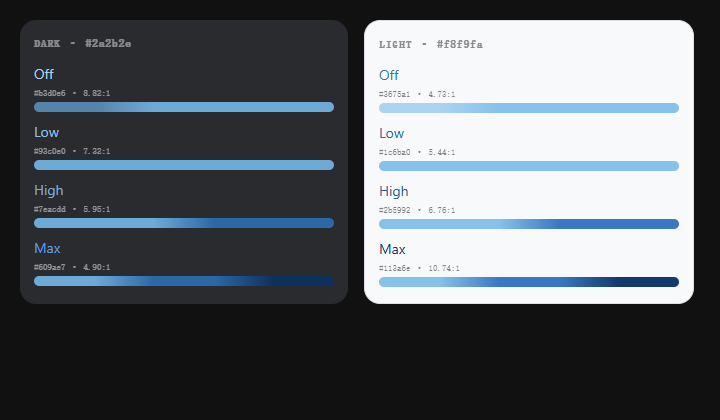 DARK - #2a2b2e
Off
#b3d0e6 • 8.82:1
Low
#93c0e0 • 7.32:1
High
#7eacdd • 5.95:1
Max
#609ae7 • 4.90:1
LIGHT - #f8f9fa
Off
#3675a1 • 4.73:1
Low
#1c6ba0 • 5.44:1
High
#2b5992 • 6.76:1
Max
#113a6e • 10.74:1